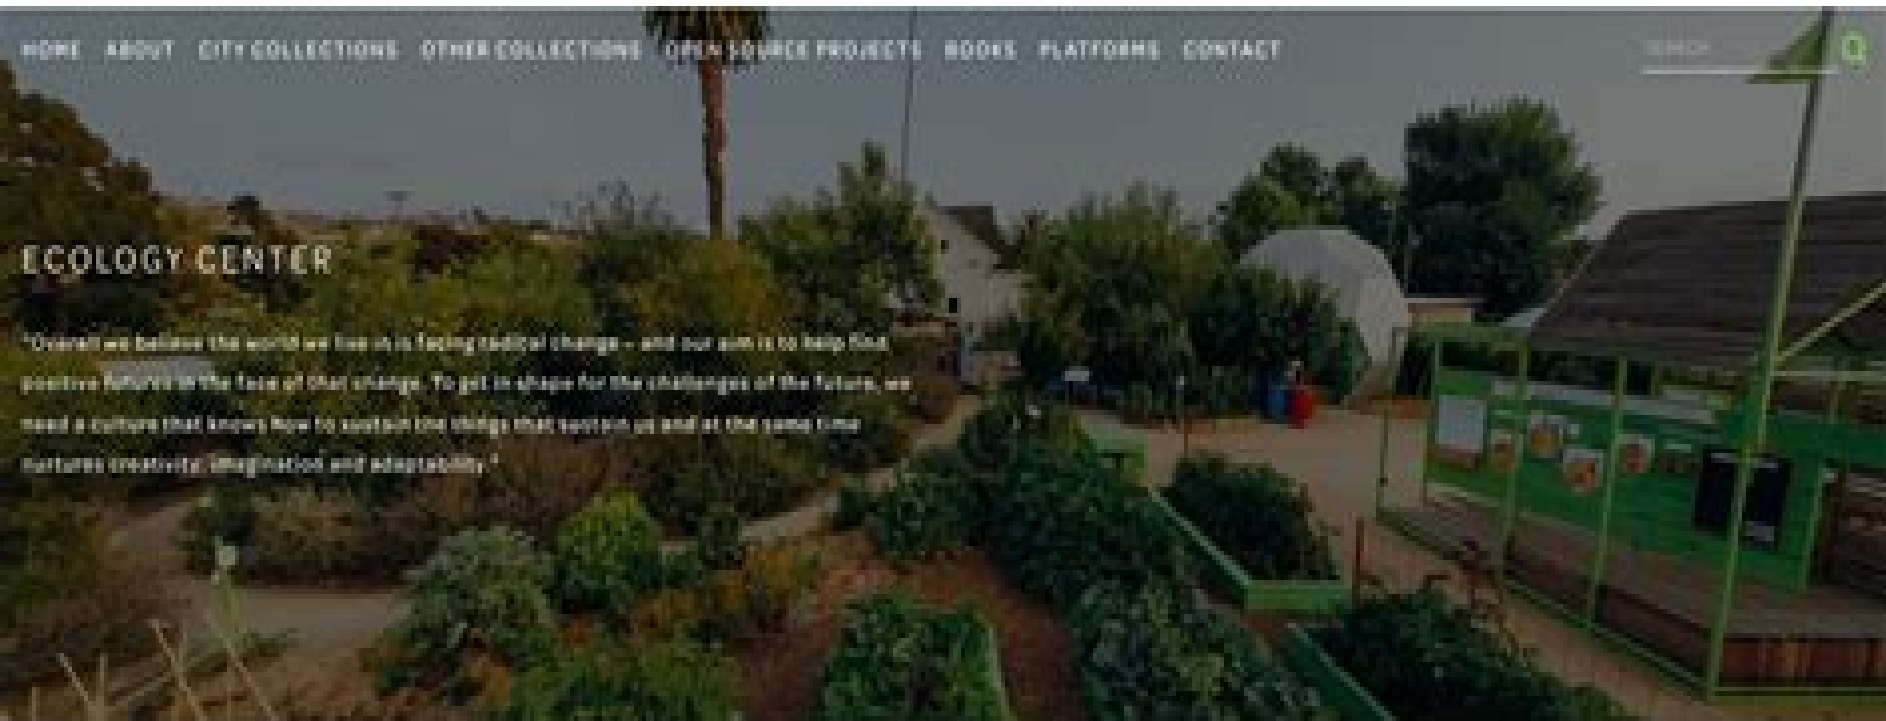 HOME ABOUT CITY COLLECTIONS OTHER COLLECTIONS OPEN SOURCE PROJECTS BOOKS PLATFORMS CONTACT
SEARCH
ECOLOGY CENTER
"Overall we believe the world we live in is facing radical change – and our aim is to help find
positive futures in the face of that change. To get in shape for the challenges of the future, we
need a culture that knows how to sustain the things that sustain us and at the same time
nurtures creativity, imagination and adaptability."